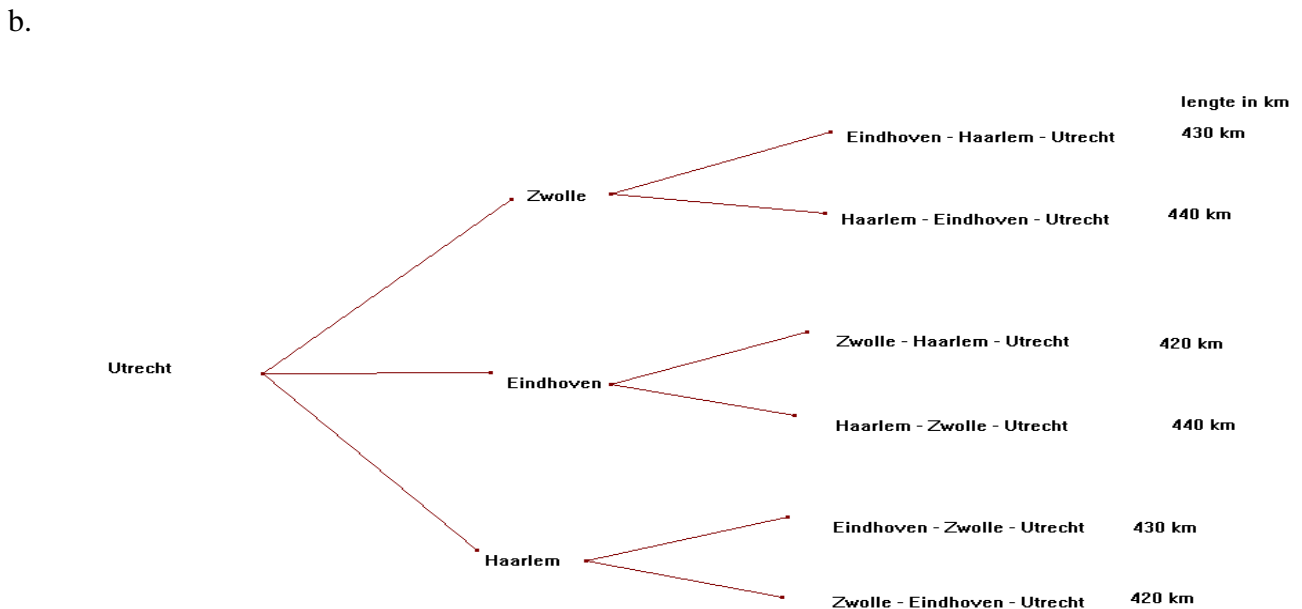 b.
lengte in km
Eindhoven - Haarlem - Utrecht 430 km
Zwolle
Haarlem - Eindhoven - Utrecht 440 km
Zwolle - Haarlem - Utrecht 420 km
Utrecht
Eindhoven
Haarlem - Zwolle - Utrecht 440 km
Eindhoven - Zwolle - Utrecht 430 km
Haarlem
Zwolle - Eindhoven - Utrecht 420 km